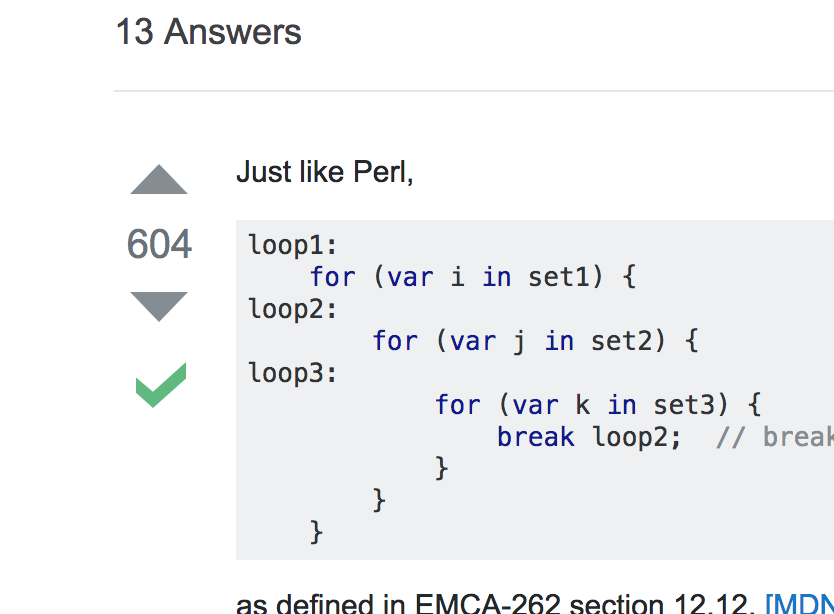 13 Answers
Just like Perl,
604
loop1:
    for (var i in set1) {
loop2:
        for (var j in set2) {
loop3:
            for (var k in set3) {
                break loop2;  // break
            }
        }
    }
as defined in EMCA-262 section 12.12. [MDN